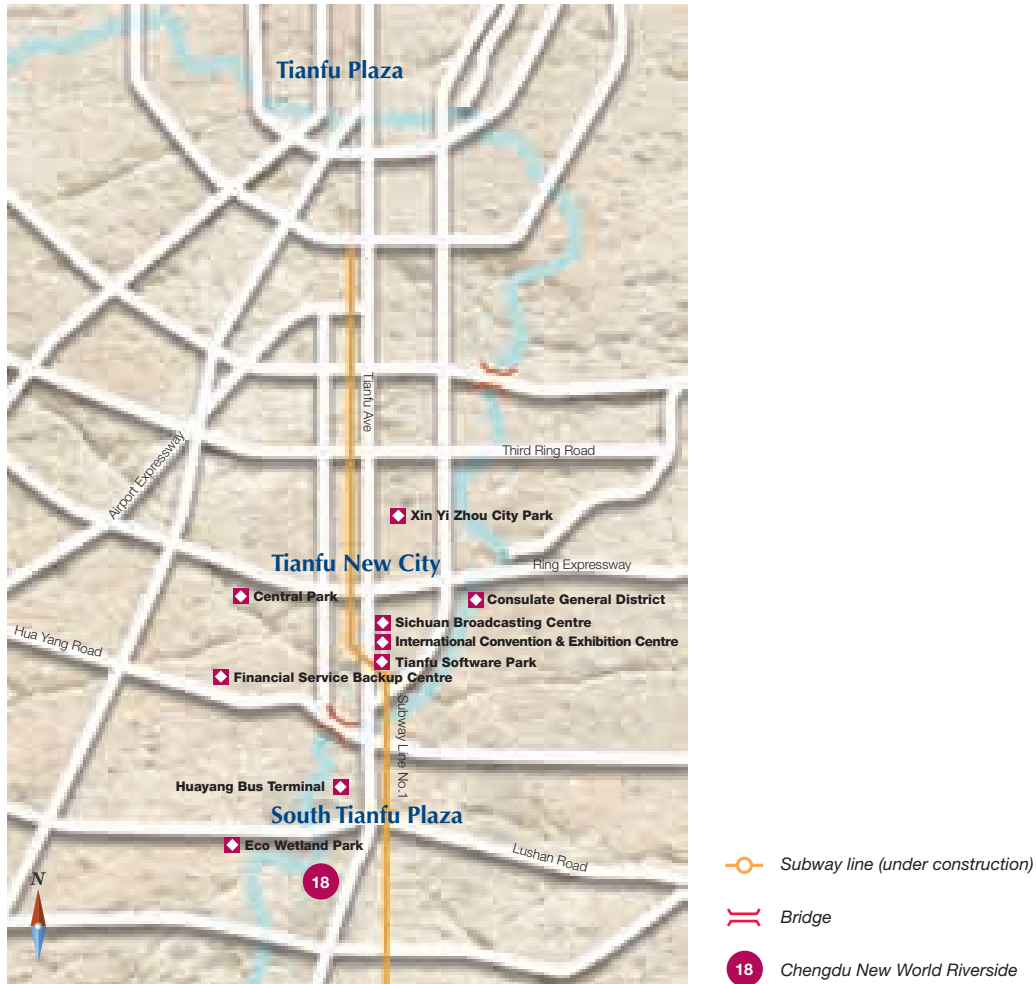 Tianfu Plaza
Tianfu Ave
Third Ring Road
Airport Expressway
Xin Yi Zhou City Park
Tianfu New City
Ring Expressway
Central Park
Consulate General District
Sichuan Broadcasting Centre
Hua Yang Road
International Convention & Exhibition Centre
Tianfu Software Park
Financial Service Backup Centre
Subway Line No.1
Huayang Bus Terminal
South Tianfu Plaza
Eco Wetland Park
Lushan Road
18
N
Subway line (under construction)
Bridge
18 Chengdu New World Riverside